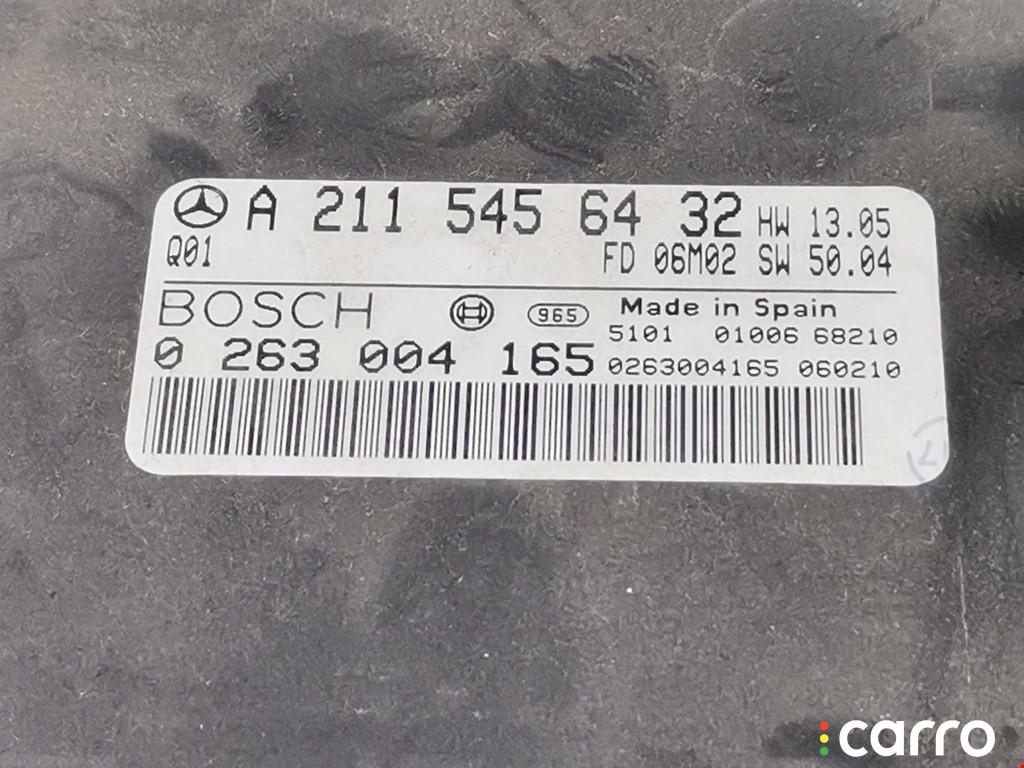 A 211 545 64 32 HW 13.05
Q01 FD 06M02 SW 50.04
BOSCH 965 Made in Spain
5101 01006 68210
0 263 004 165 0263004165 060210
carro